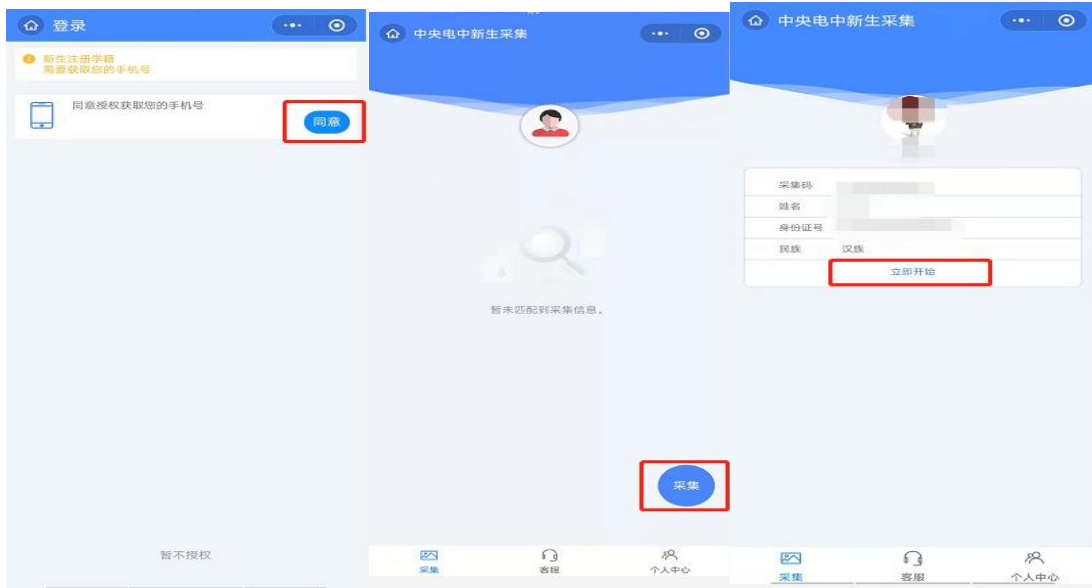 登录
新生注册学籍
需要获取您的手机号
同意授权获取您的手机号
同意
暂不授权
中央电中新生采集
暂未匹配到采集信息。
采集
采集
客服
个人中心
中央电中新生采集
采集码
姓名
身份证号
民族 汉族
立即开始
采集
客服
个人中心